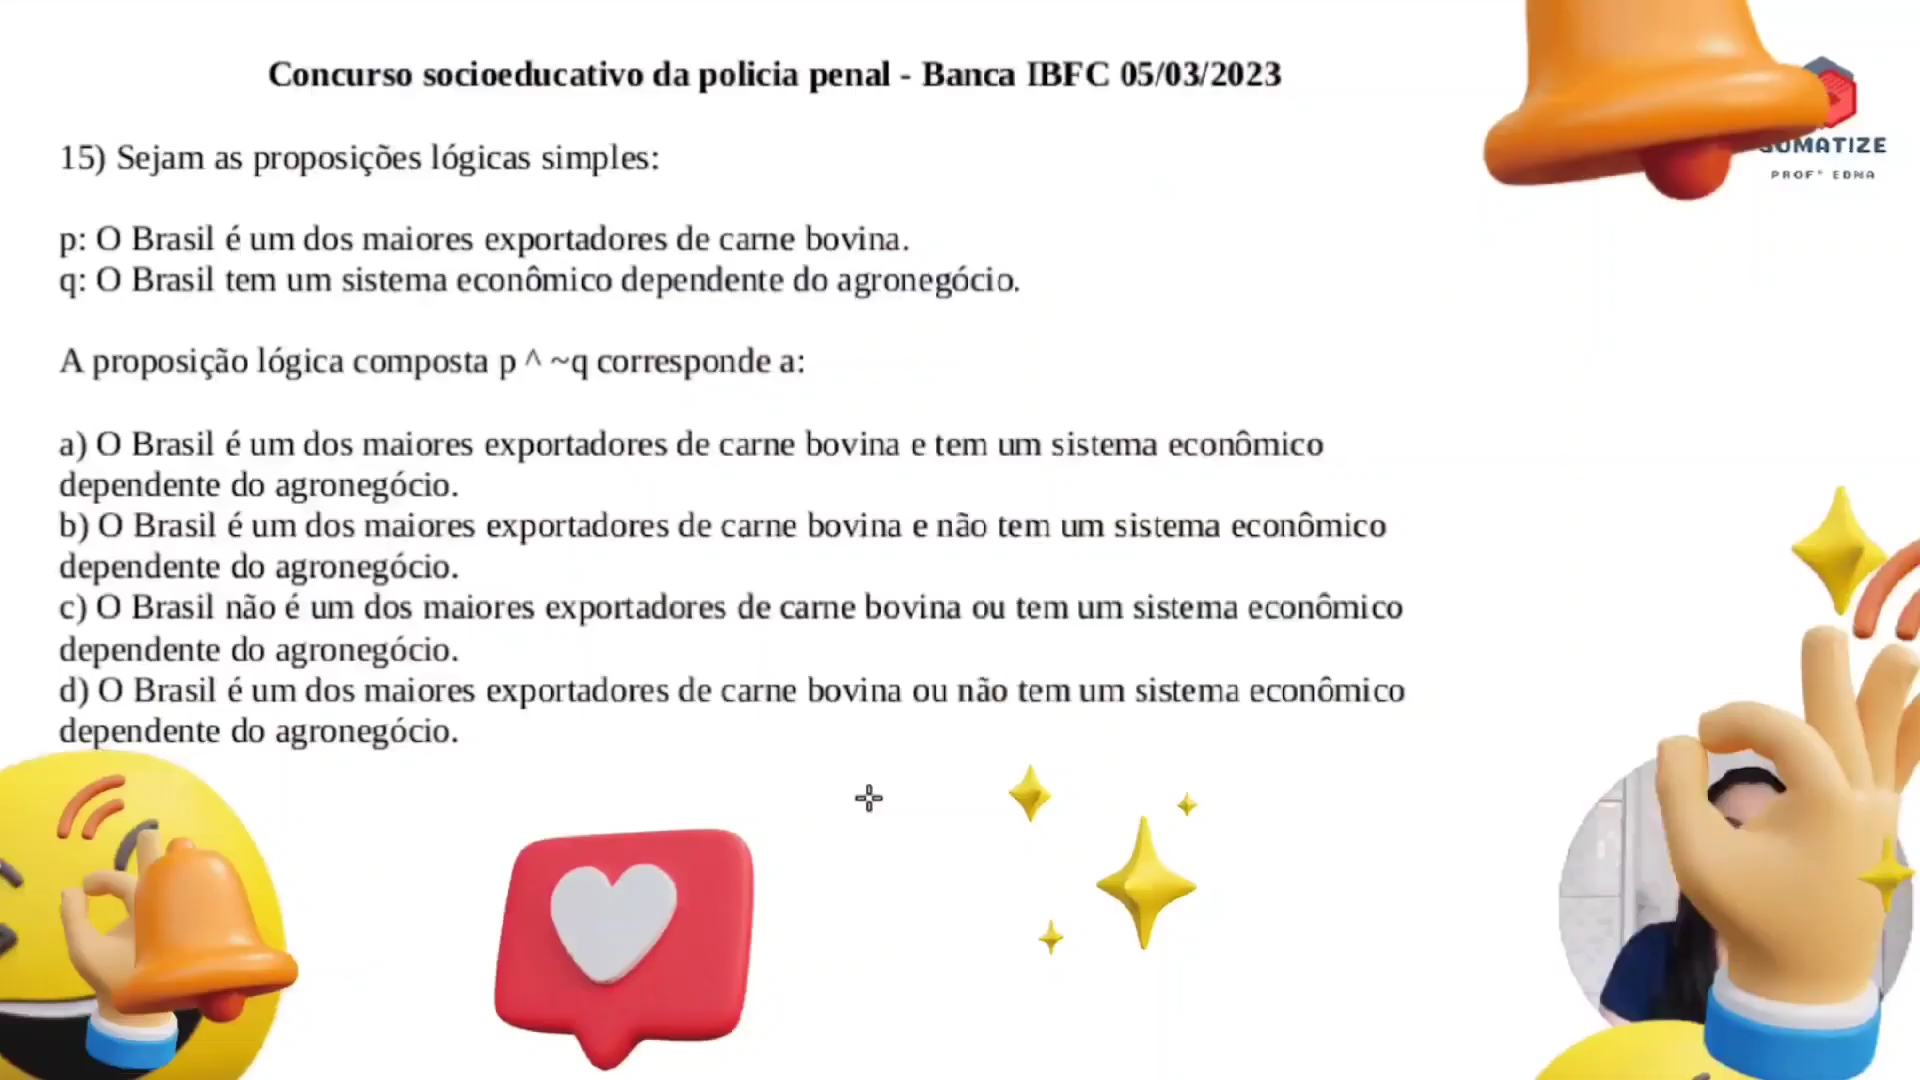 Concurso socioeducativo da policia penal - Banca IBFC 05/03/2023
15) Sejam as proposições lógicas simples:
p: O Brasil é um dos maiores exportadores de carne bovina.
q: O Brasil tem um sistema econômico dependente do agronegócio.
A proposição lógica composta p ^ ~q corresponde a:
a) O Brasil é um dos maiores exportadores de carne bovina e tem um sistema econômico
dependente do agronegócio.
b) O Brasil é um dos maiores exportadores de carne bovina e não tem um sistema econômico
dependente do agronegócio.
c) O Brasil não é um dos maiores exportadores de carne bovina ou tem um sistema econômico
dependente do agronegócio.
d) O Brasil é um dos maiores exportadores de carne bovina ou não tem um sistema econômico
dependente do agronegócio.
PROFª EDNA